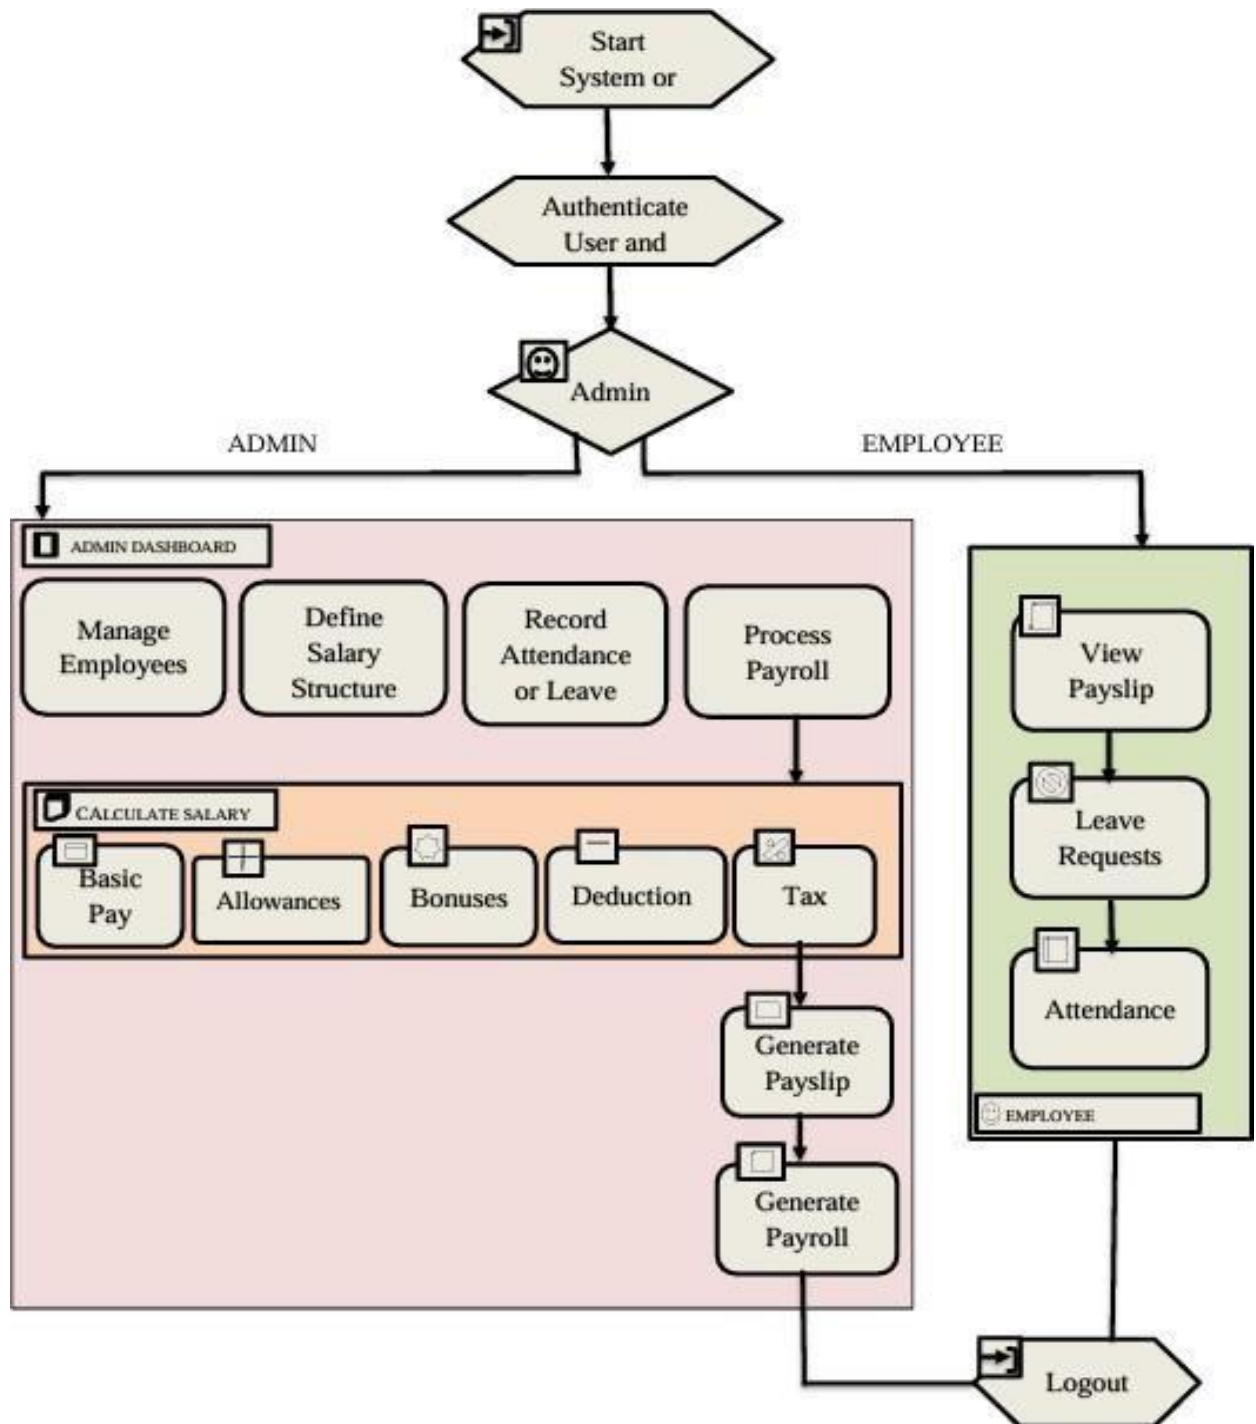 Start
System or
Authenticate
User and
Admin
ADMIN
EMPLOYEE
ADMIN DASHBOARD
Manage
Employees
Define
Salary
Structure
Record
Attendance
or Leave
Process
Payroll
CALCULATE SALARY
Basic
Pay
Allowances
Bonuses
Deduction
Tax
Generate
Payslip
Generate
Payroll
View
Payslip
Leave
Requests
Attendance
EMPLOYEE
Logout